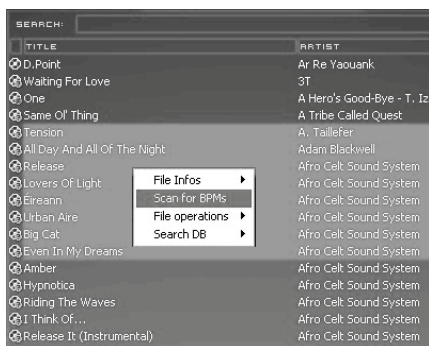 SEARCH:
TITLE ARTIST
D.Point Ar Re Yaouank
Waiting For Love 3T
One A Hero's Good-Bye - T. Iz
Same Ol' Thing A Tribe Called Quest
Tension A. Taillefer
All Day And All Of The Night Adam Blackwell
Release Afro Celt Sound System
Lovers Of Light Afro Celt Sound System
Eireann Afro Celt Sound System
Urban Aire Afro Celt Sound System
Big Cat Afro Celt Sound System
Even In My Dreams Afro Celt Sound System
Amber Afro Celt Sound System
Hypnotica Afro Celt Sound System
Riding The Waves Afro Celt Sound System
I Think Of... Afro Celt Sound System
Release It (Instrumental) Afro Celt Sound System
File Infos
Scan for BPMs
File operations
Search DB